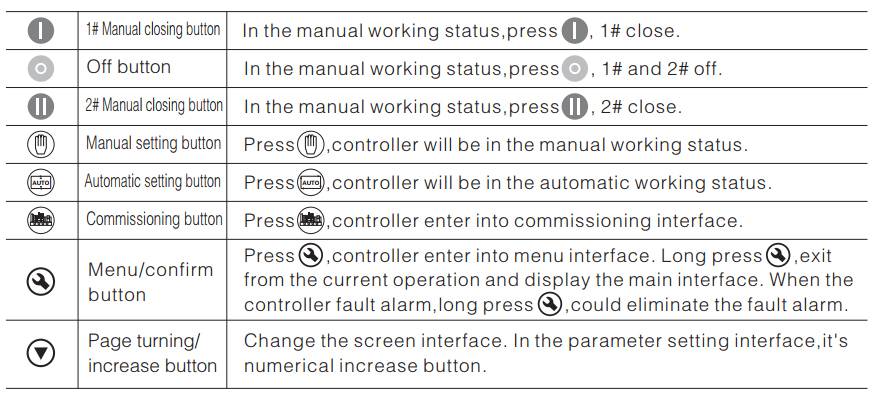 1# Manual closing button In the manual working status,press , 1# close.
Off button In the manual working status,press , 1# and 2# off.
2# Manual closing button In the manual working status,press , 2# close.
Manual setting button Press ,controller will be in the manual working status.
AUTO Automatic setting button Press AUTO ,controller will be in the automatic working status.
Commissioning button Press ,controller enter into commissioning interface.
Menu/confirm
button
Press ,controller enter into menu interface. Long press ,exit
from the current operation and display the main interface. When the
controller fault alarm,long press ,could eliminate the fault alarm.
Page turning/
increase button
Change the screen interface. In the parameter setting interface,it's
numerical increase button.